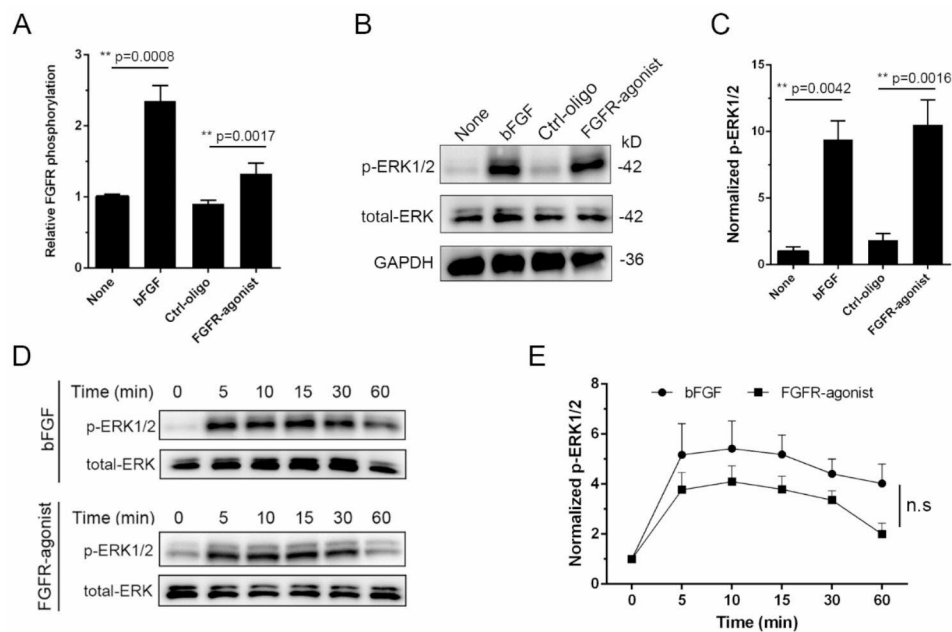 A
Relative FGFR phosphorylation
3
2
1
0
** p=0.0008
** p=0.0017
None
bFGF
Ctrl-oligo
FGFR-agonist
B
None
bFGF
Ctrl-oligo
FGFR-agonist
kD
p-ERK1/2
-42
total-ERK
-42
GAPDH
-36
C
Normalized p-ERK1/2
15
10
5
0
** p=0.0042
** p=0.0016
None
bFGF
Ctrl-oligo
FGFR-agonist
D
bFGF
Time (min) 0 5 10 15 30 60
p-ERK1/2
total-ERK
FGFR-agonist
Time (min) 0 5 10 15 30 60
p-ERK1/2
total-ERK
E
Normalized p-ERK1/2
8
6
4
2
0
bFGF
FGFR-agonist
n.s
0 5 10 15 30 60
Time (min)